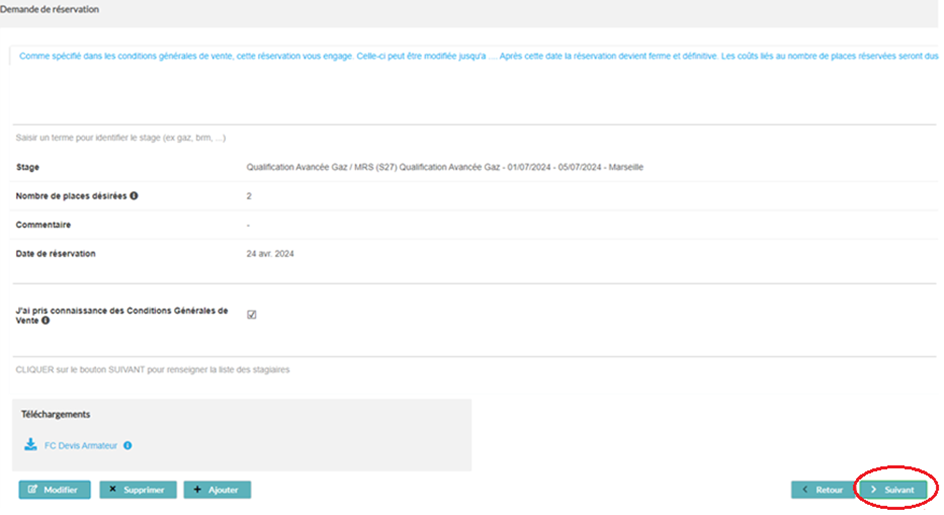 Demande de réservation
Comme spécifié dans les conditions générales de vente, cette réservation vous engage. Celle-ci peut être modifiée jusqu'a ... Après cette date la réservation devient ferme et définitive. Les coûts liés au nombre de places réservées seront dus
Saisir un terme pour identifier le stage (ex gaz, brm, ...)
Stage Qualification Avancée Gaz / MRS (S27) Qualification Avancée Gaz - 01/07/2024 - 05/07/2024 - Marseille
Nombre de places désirées 2
Commentaire -
Date de réservation 24 avr. 2024
J'ai pris connaissance des Conditions Générales de
Vente
CLIQUER sur le bouton SUIVANT pour renseigner la liste des stagiaires
Téléchargements
FC Devis Armateur
Modifier Supprimer Ajouter Retour Suivant